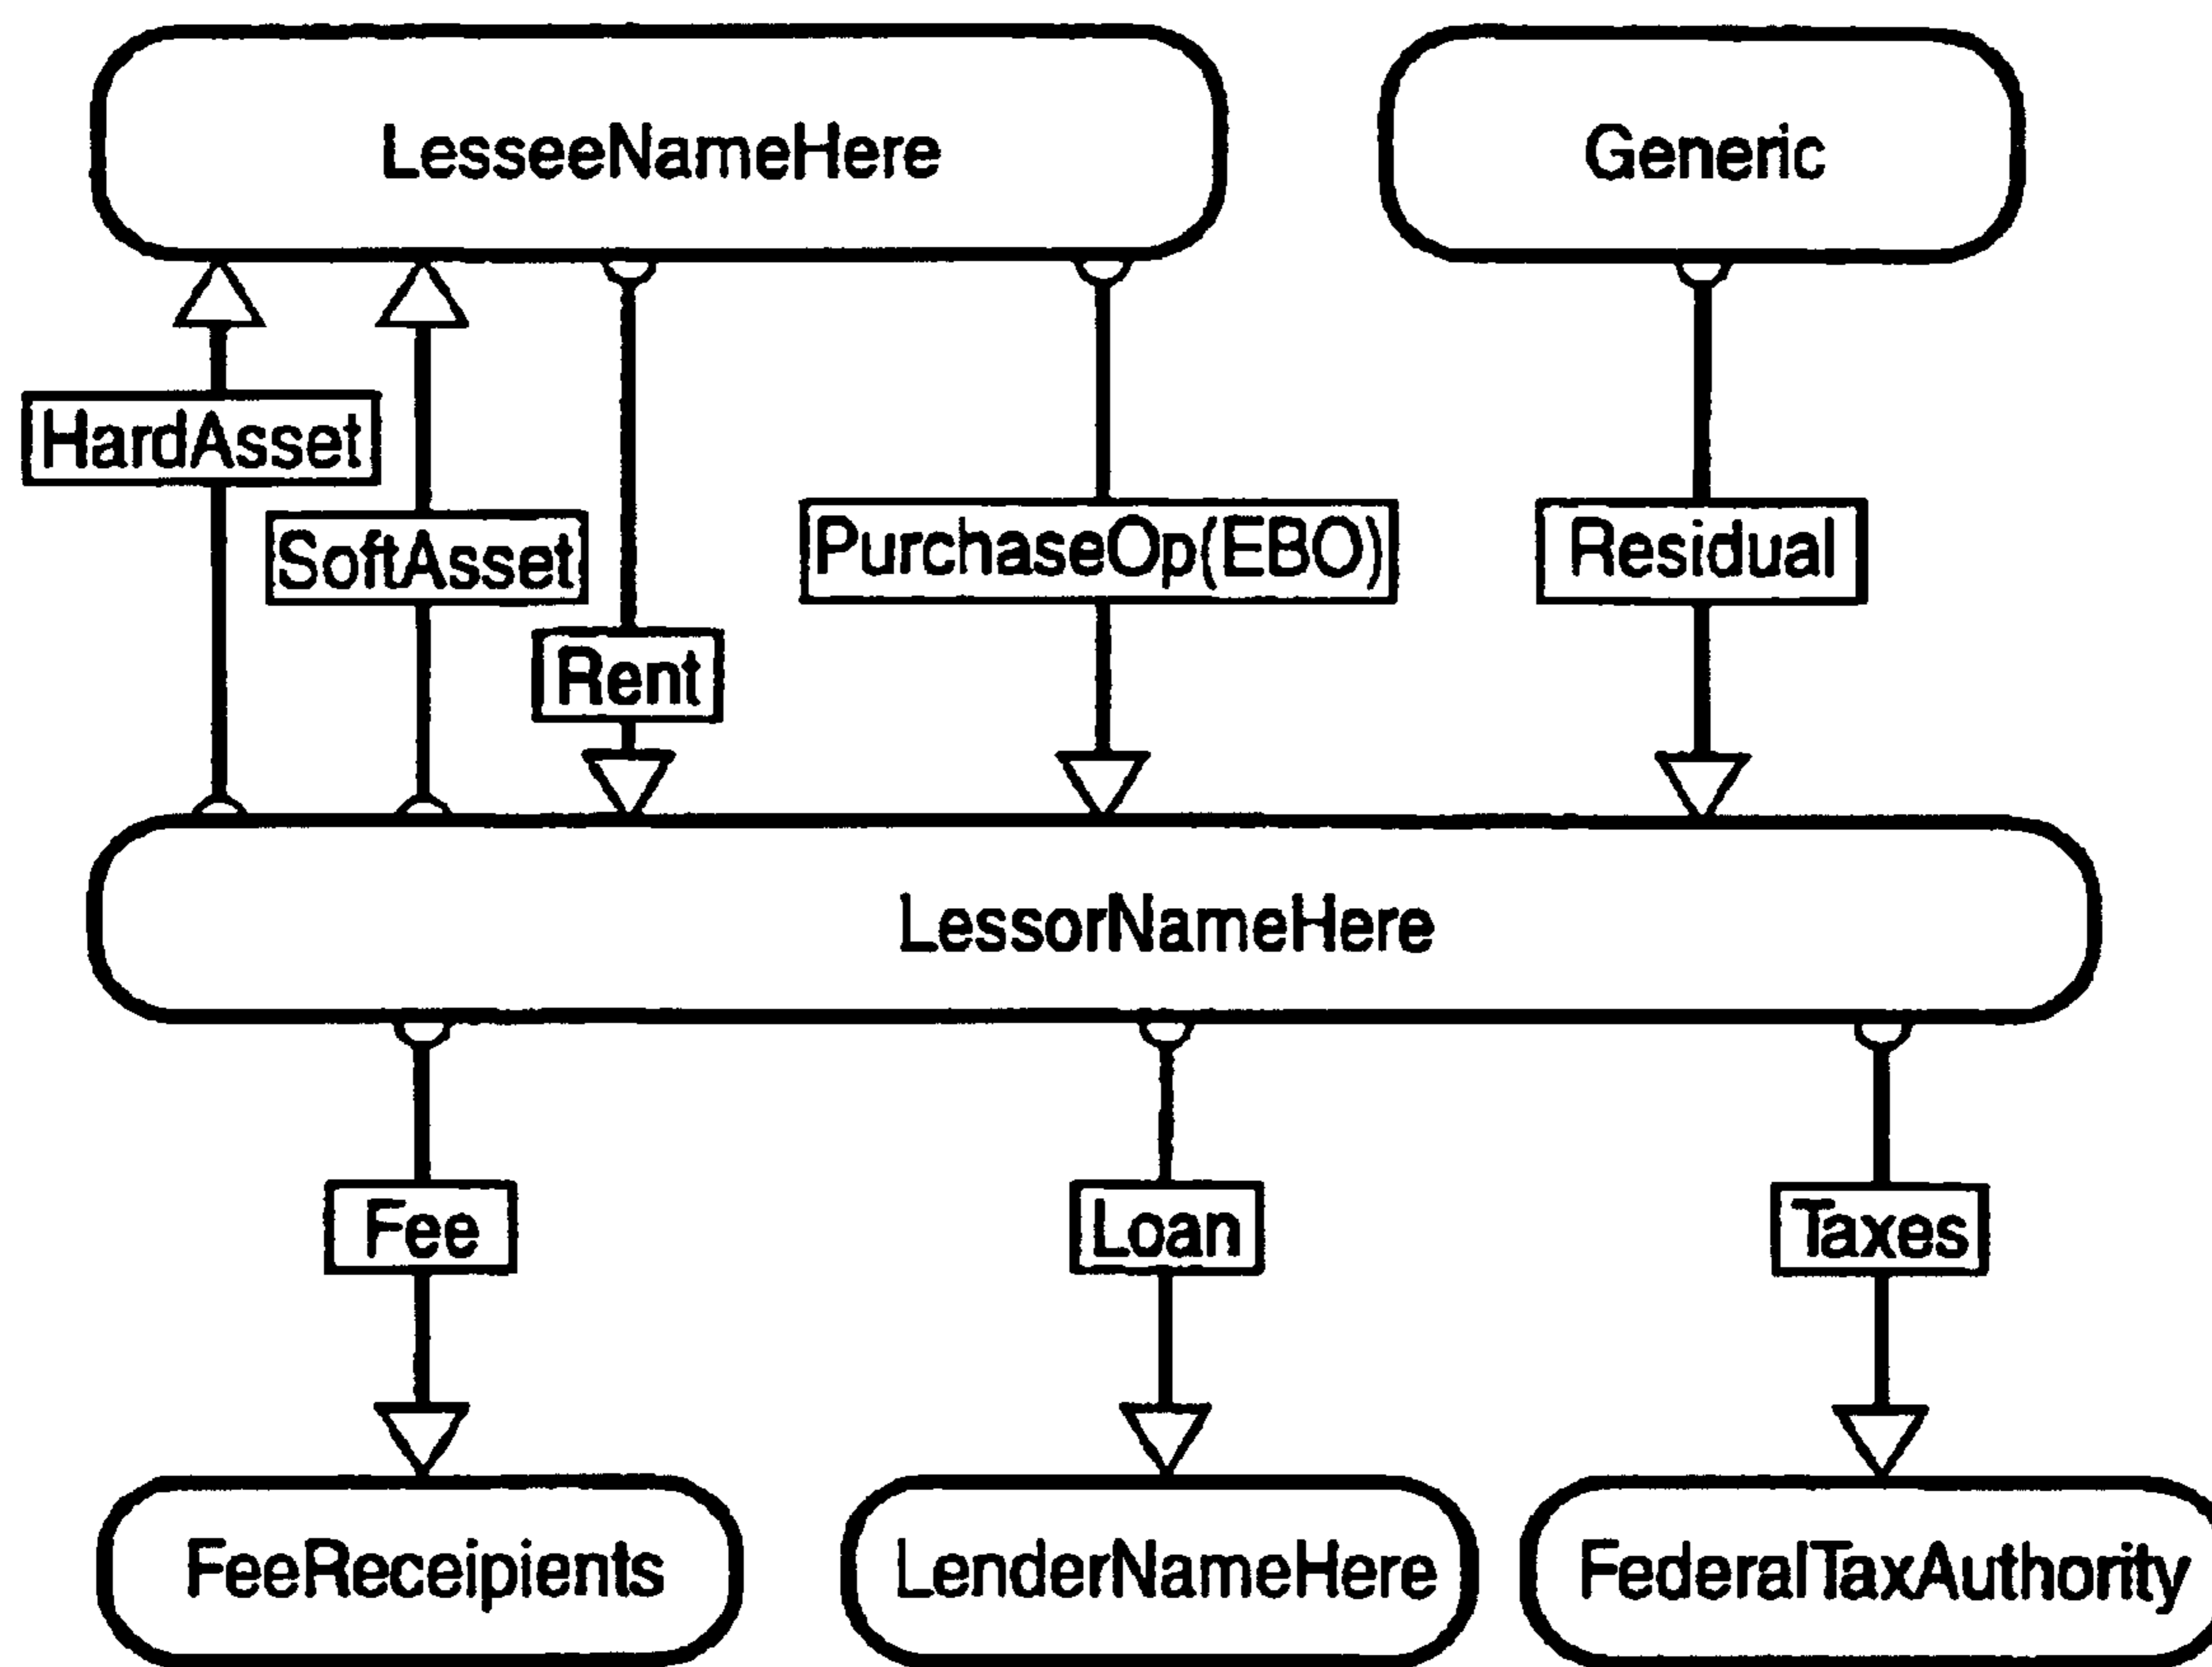 LesseeNameHere
Generic
HardAsset
SoftAsset
PurchaseOp(EBO)
Residual
Rent
LessorNameHere
Fee
Loan
Taxes
FeeReceipients
LenderNameHere
FederalTaxAuthority